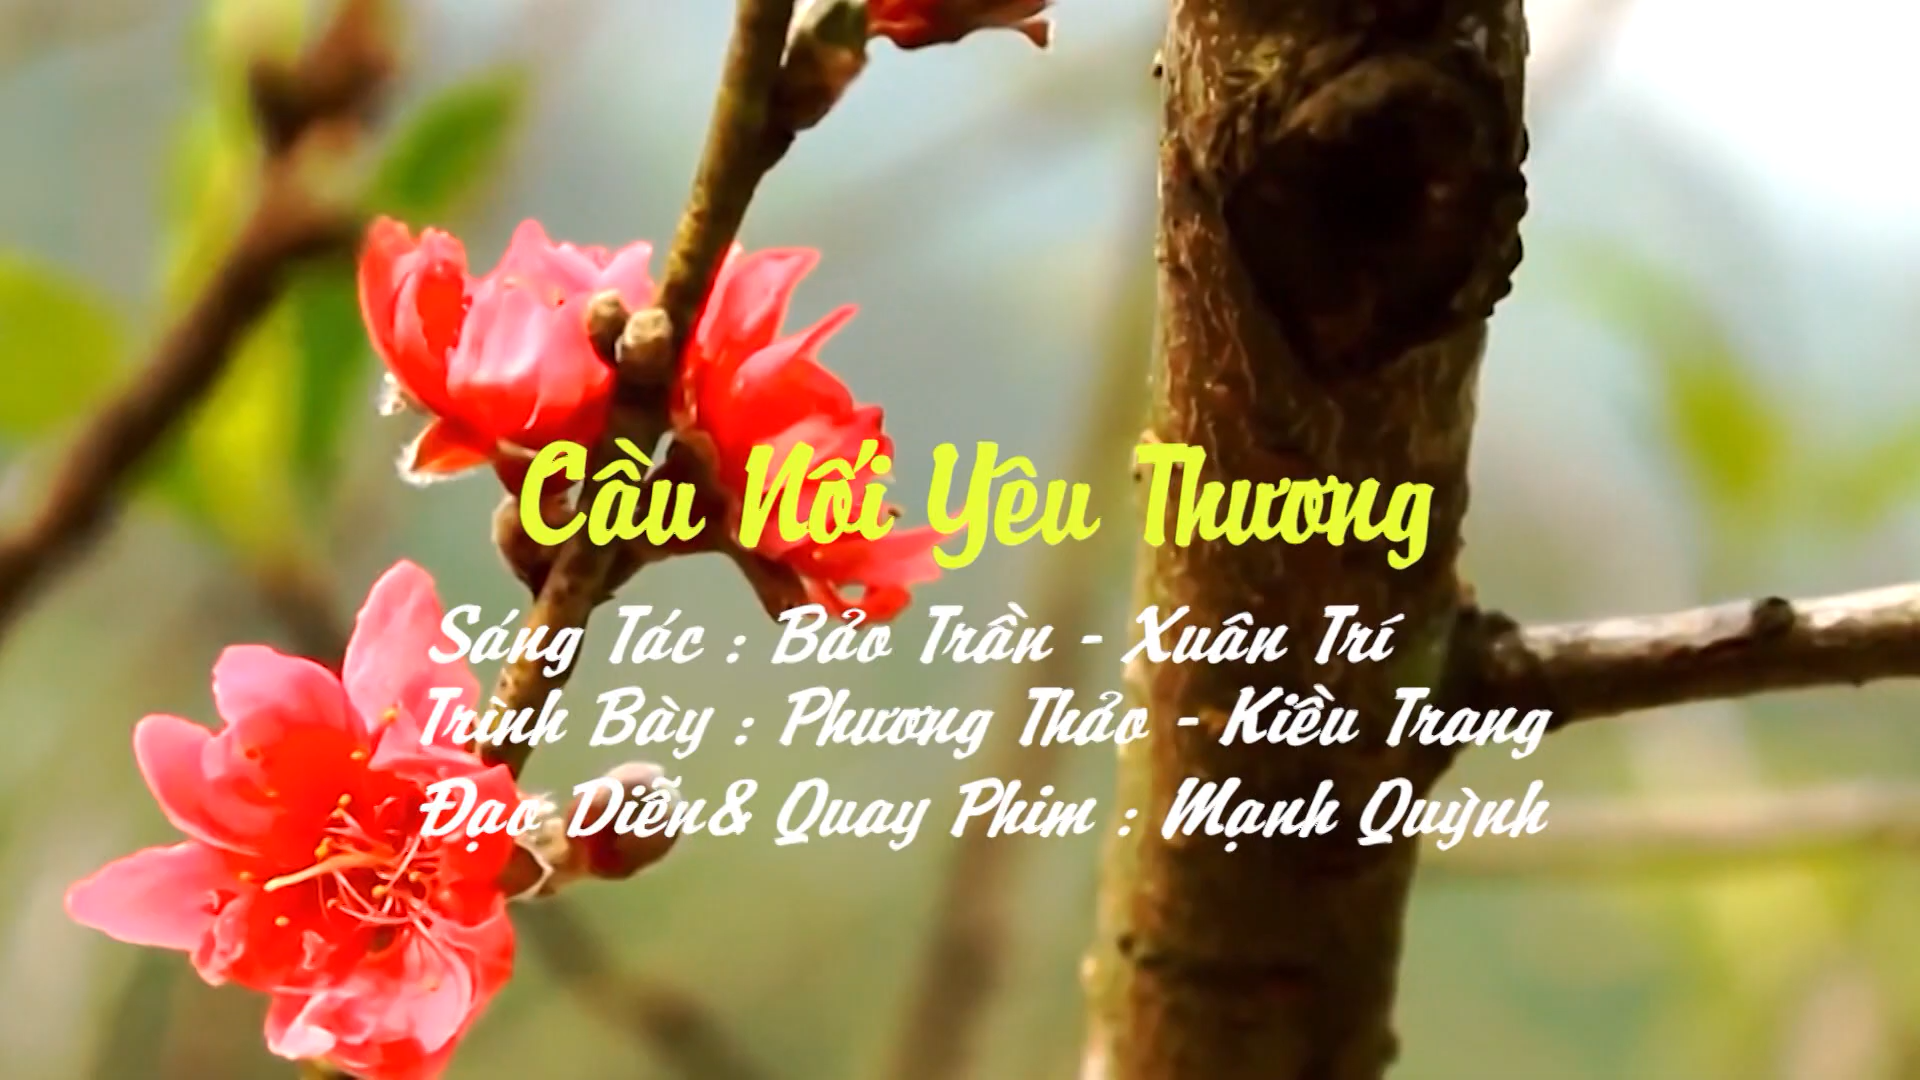 Cầu Nối Yêu Thương
Sáng Tác : Bảo Trần - Xuân Trí
Trình Bày : Phương Thảo - Kiều Trang
Đạo Diễn& Quay Phim : Mạnh Quỳnh